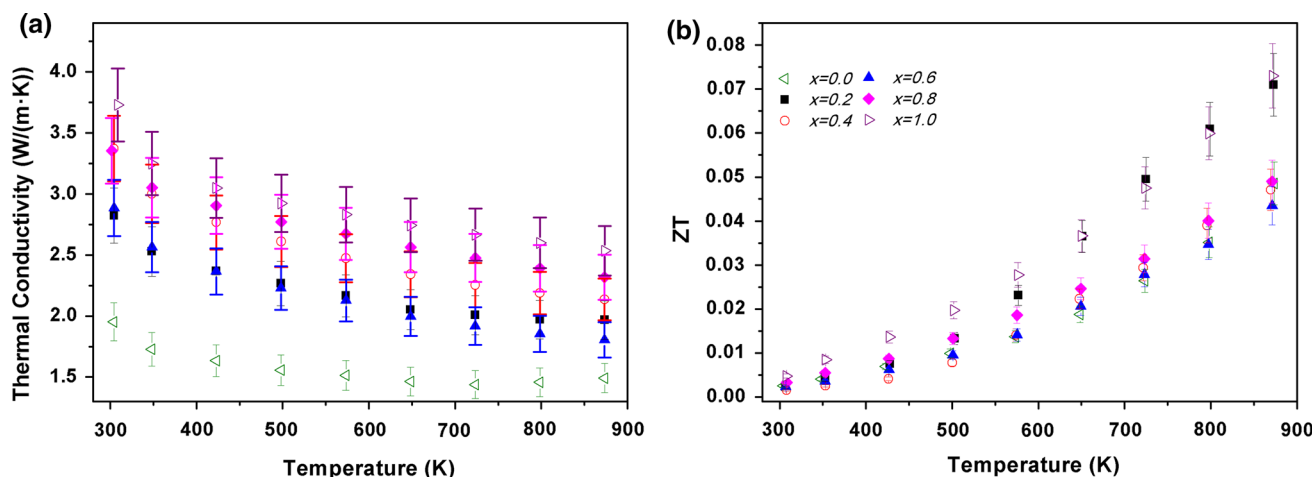 (a)
Thermal Conductivity (W/(m·K))
4.0
3.5
3.0
2.5
2.0
1.5
300 400 500 600 700 800 900
Temperature (K)
(b)
ZT
0.08
0.07
0.06
0.05
0.04
0.03
0.02
0.01
0.00
x=0.0 x=0.6
x=0.2 x=0.8
x=0.4 x=1.0
300 400 500 600 700 800 900
Temperature (K)